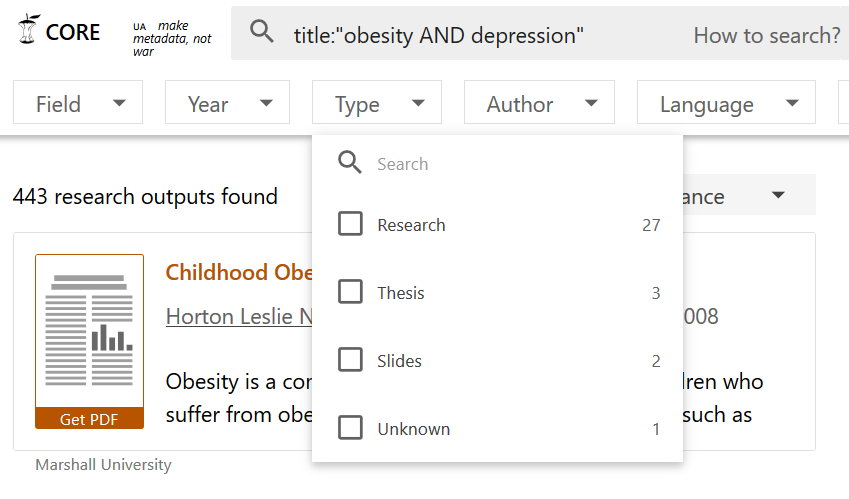 CORE
UA make
metadata, not
war
title:"obesity AND depression"
How to search?
Field
Year
Type
Author
Language
Search
443 research outputs found
ance
Research 27
Thesis 3
Slides 2
Unknown 1
Childhood Obe
Horton Leslie N
008
Obesity is a con
dren who
suffer from obe
such as
Get PDF
Marshall University